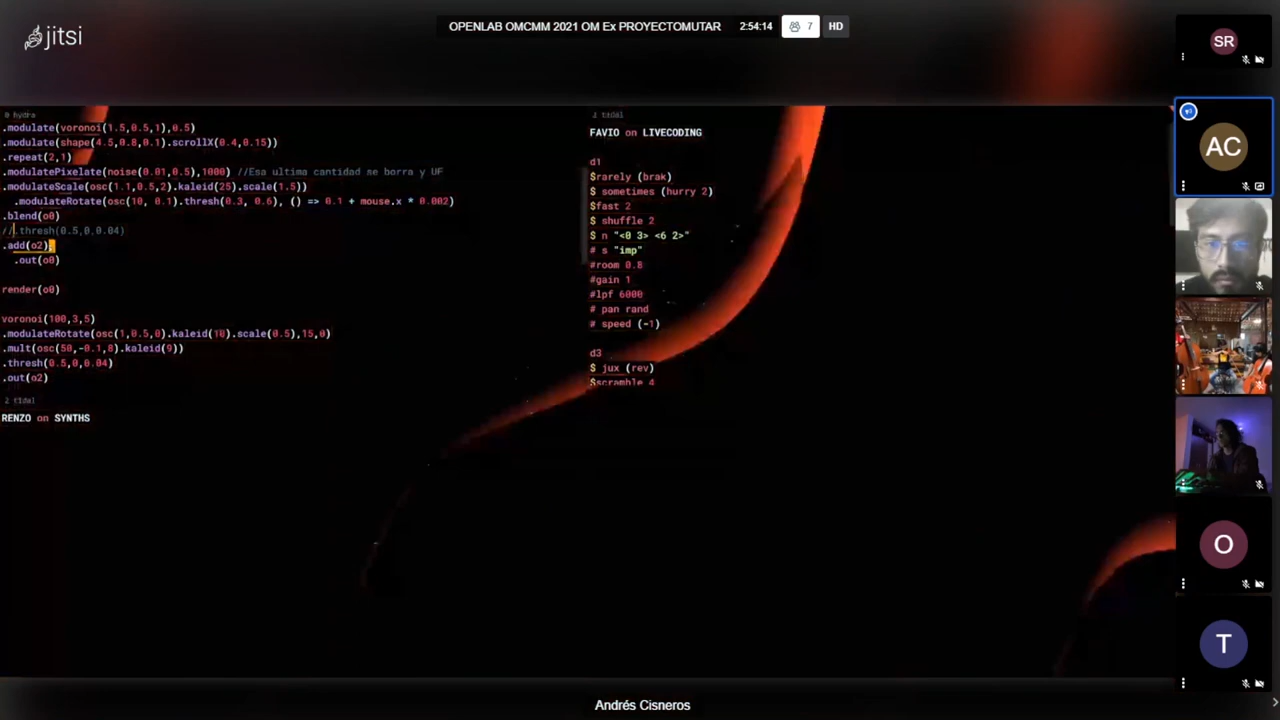 jitsi
OPENLAB OMCMM 2021 OM Ex PROYECTOMUTAR
2:54:14
7
HD
0 hydra
.modulate(voronoi(1.5,0.5,1),0.5)
.modulate(shape(4.5,0.8,0.1).scrollX(0.4,0.15))
.repeat(2,1)
.modulatePixelate(noise(0.01,0.5),1000) //Esa ultima cantidad se borra y UF
.modulateScale(osc(1.1,0.5,2).kaleid(25).scale(1.5))
.modulateRotate(osc(10, 0.1).thresh(0.3, 0.6), () => 0.1 + mouse.x * 0.002)
.blend(o0)
//.thresh(0.5,0,0.04)
.add(o2)
.out(o0)
render(o0)
voronoi(100,3,5)
.modulateRotate(osc(1,0.5,0).kaleid(10).scale(0.5),15,0)
.mult(osc(50,-0.1,8).kaleid(9))
.thresh(0.5,0,0.04)
.out(o2)
2 tidal
RENZO on SYNTHS
tidal
FAVIO on LIVECODING
d1
$rarely (brak)
$ sometimes (hurry 2)
$fast 2
$ shuffle 2
$ n "<0 3> <6 2>"
# s "imp"
#room 0.8
#gain 1
#lpf 6000
# pan rand
# speed (-1)
d3
$ jux (rev)
$scramble 4
SR
AC
O
T
Andrés Cisneros